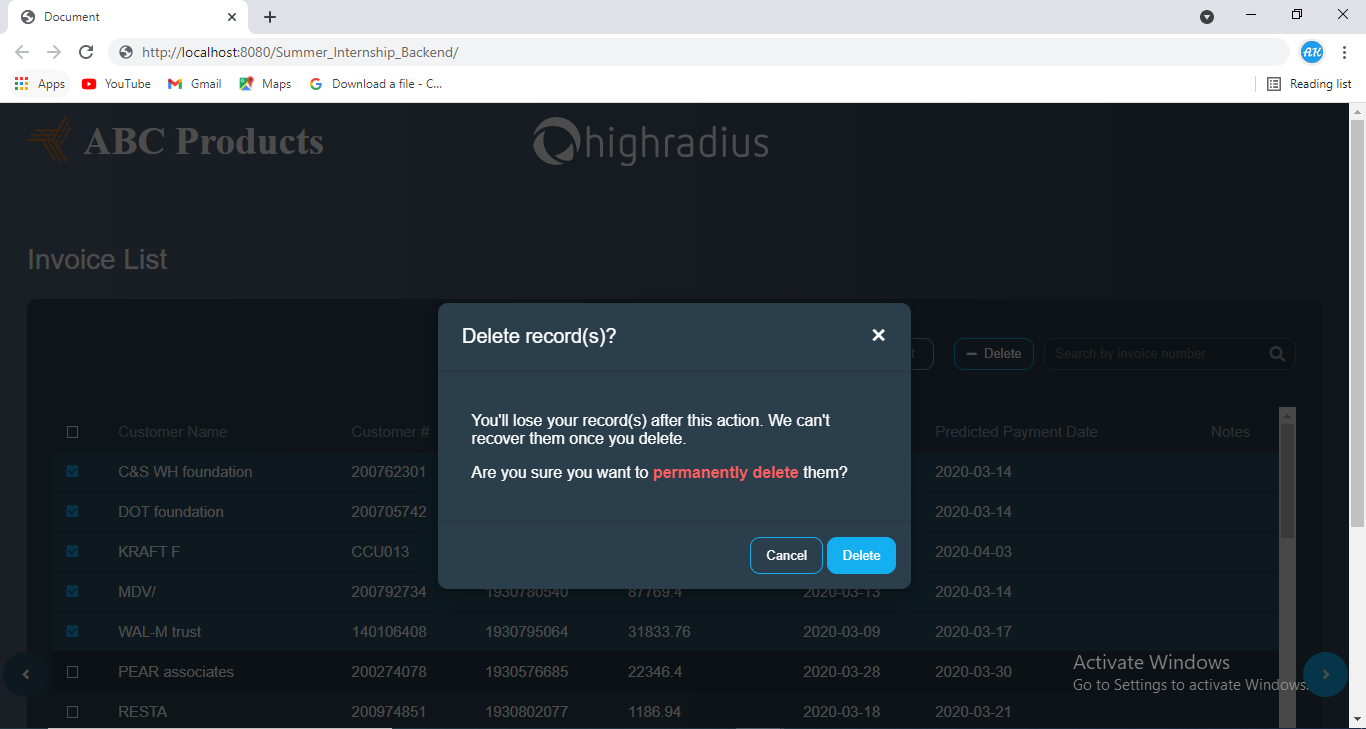 Document
http://localhost:8080/Summer_Internship_Backend/
AK
Apps YouTube Gmail Maps Download a file - C... Reading list
ABC Products highradius
Invoice List
Delete record(s)?
Delete Search by invoice number
You'll lose your record(s) after this action. We can't
recover them once you delete.
Are you sure you want to permanently delete them?
Cancel Delete
Customer Name Customer # Predicted Payment Date Notes
C&S WH foundation 200762301 2020-03-14
DOT foundation 200705742 2020-03-14
KRAFT F CCU013 2020-04-03
MDV/ 200792734 1930780540 87769.4 2020-03-13 2020-03-14
WAL-M trust 140106408 1930795064 31833.76 2020-03-09 2020-03-17
PEAR associates 200274078 1930576685 22346.4 2020-03-28 2020-03-30
RESTA 200974851 1930802077 1186.94 2020-03-18 2020-03-21
Activate Windows
Go to Settings to activate Windows.